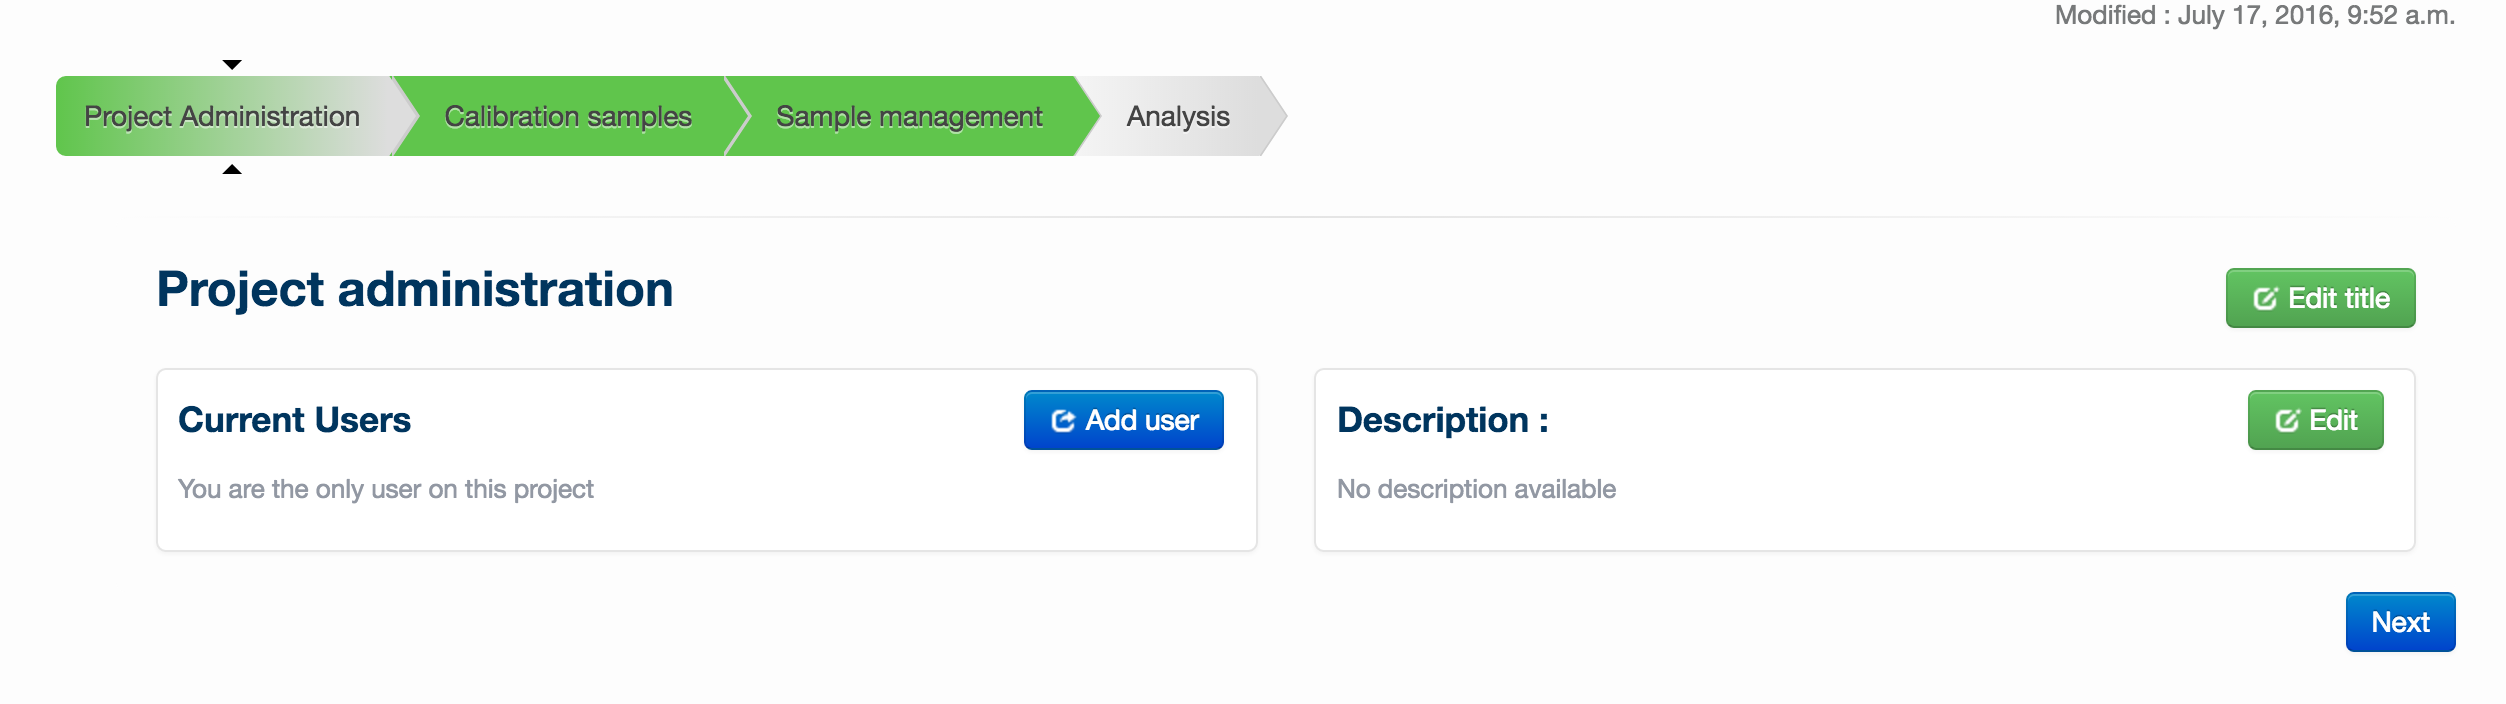 Modified : July 17, 2016, 9:52 a.m.
Project Administration
Calibration samples
Sample management
Analysis
Project administration
Edit title
Current Users
Add user
You are the only user on this project
Description :
Edit
No description available
Next